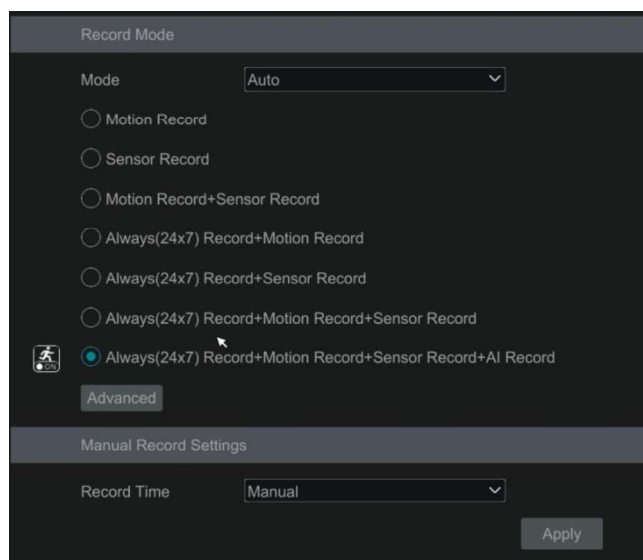 Record Mode
Mode Auto
Motion Record
Sensor Record
Motion Record+Sensor Record
Always(24x7) Record+Motion Record
Always(24x7) Record+Sensor Record
Always(24x7) Record+Motion Record+Sensor Record
ON Always(24x7) Record+Motion Record+Sensor Record+AI Record
Advanced
Manual Record Settings
Record Time Manual
Apply